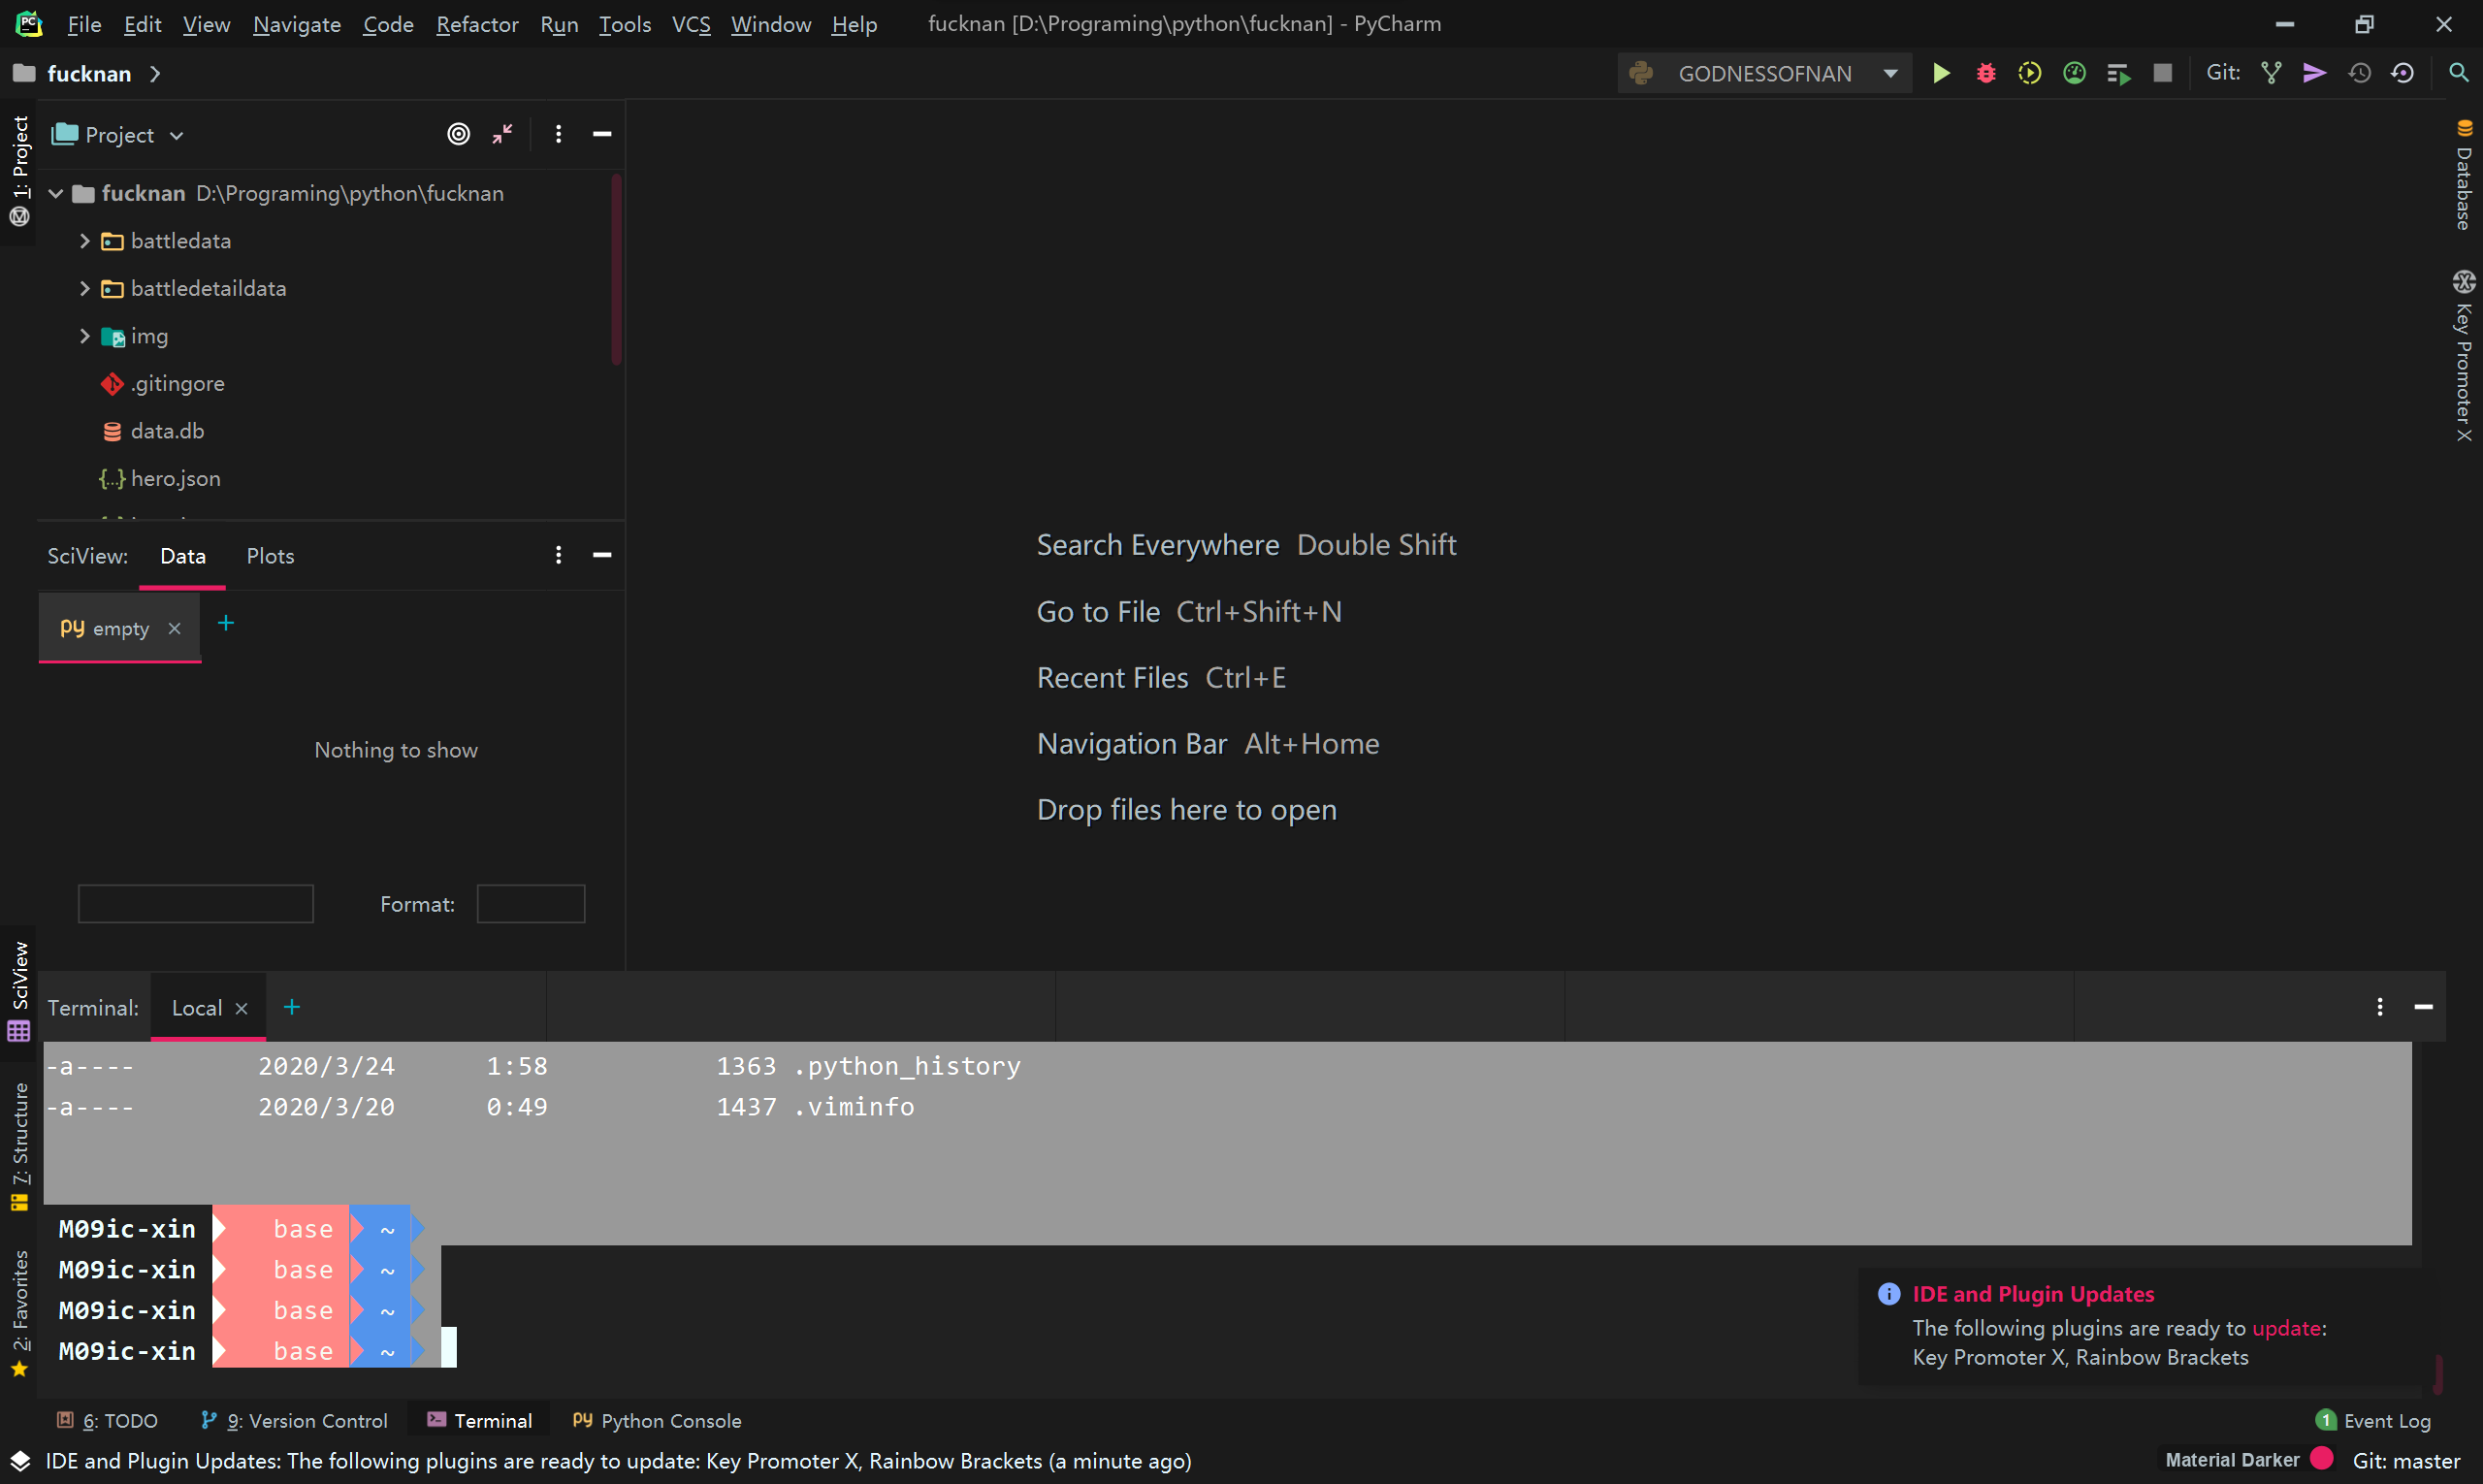 File Edit View Navigate Code Refactor Run Tools VCS Window Help fucknan [D:\Programing\python\fucknan] - PyCharm
fucknan GODNESSOFNAN Git:
1: Project
Project
fucknan D:\Programing\python\fucknan
battledata
battledetaildata
img
.gitingore
data.db
hero.json
SciView: Data Plots
empty
Nothing to show
Format:
Search Everywhere Double Shift
Go to File Ctrl+Shift+N
Recent Files Ctrl+E
Navigation Bar Alt+Home
Drop files here to open
Database
Key Promoter X
SciView
7: Structure
2: Favorites
Terminal: Local
-a---- 2020/3/24 1:58 1363 .python_history
-a---- 2020/3/20 0:49 1437 .viminfo
M09ic-xin base ~
M09ic-xin base ~
M09ic-xin base ~
M09ic-xin base ~
IDE and Plugin Updates
The following plugins are ready to update:
Key Promoter X, Rainbow Brackets
6: TODO 9: Version Control Terminal Python Console 1 Event Log
IDE and Plugin Updates: The following plugins are ready to update: Key Promoter X, Rainbow Brackets (a minute ago) Material Darker Git: master